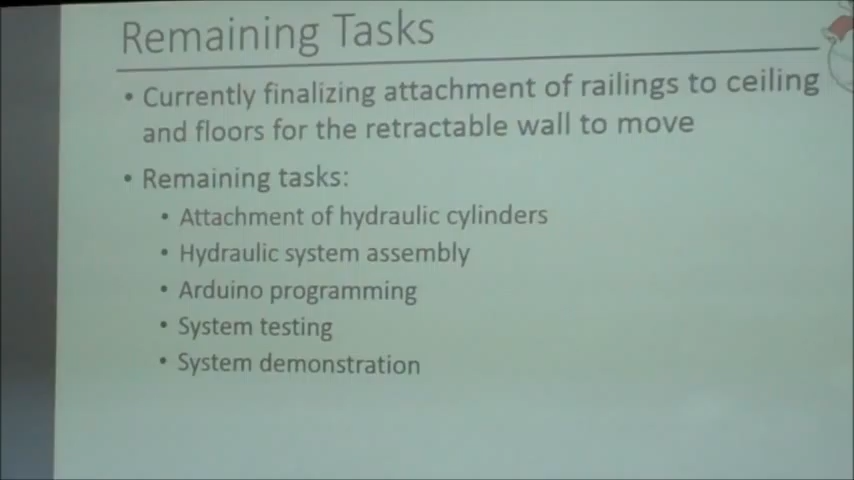 Remaining Tasks
• Currently finalizing attachment of railings to ceiling
and floors for the retractable wall to move
• Remaining tasks:
• Attachment of hydraulic cylinders
• Hydraulic system assembly
• Arduino programming
• System testing
• System demonstration